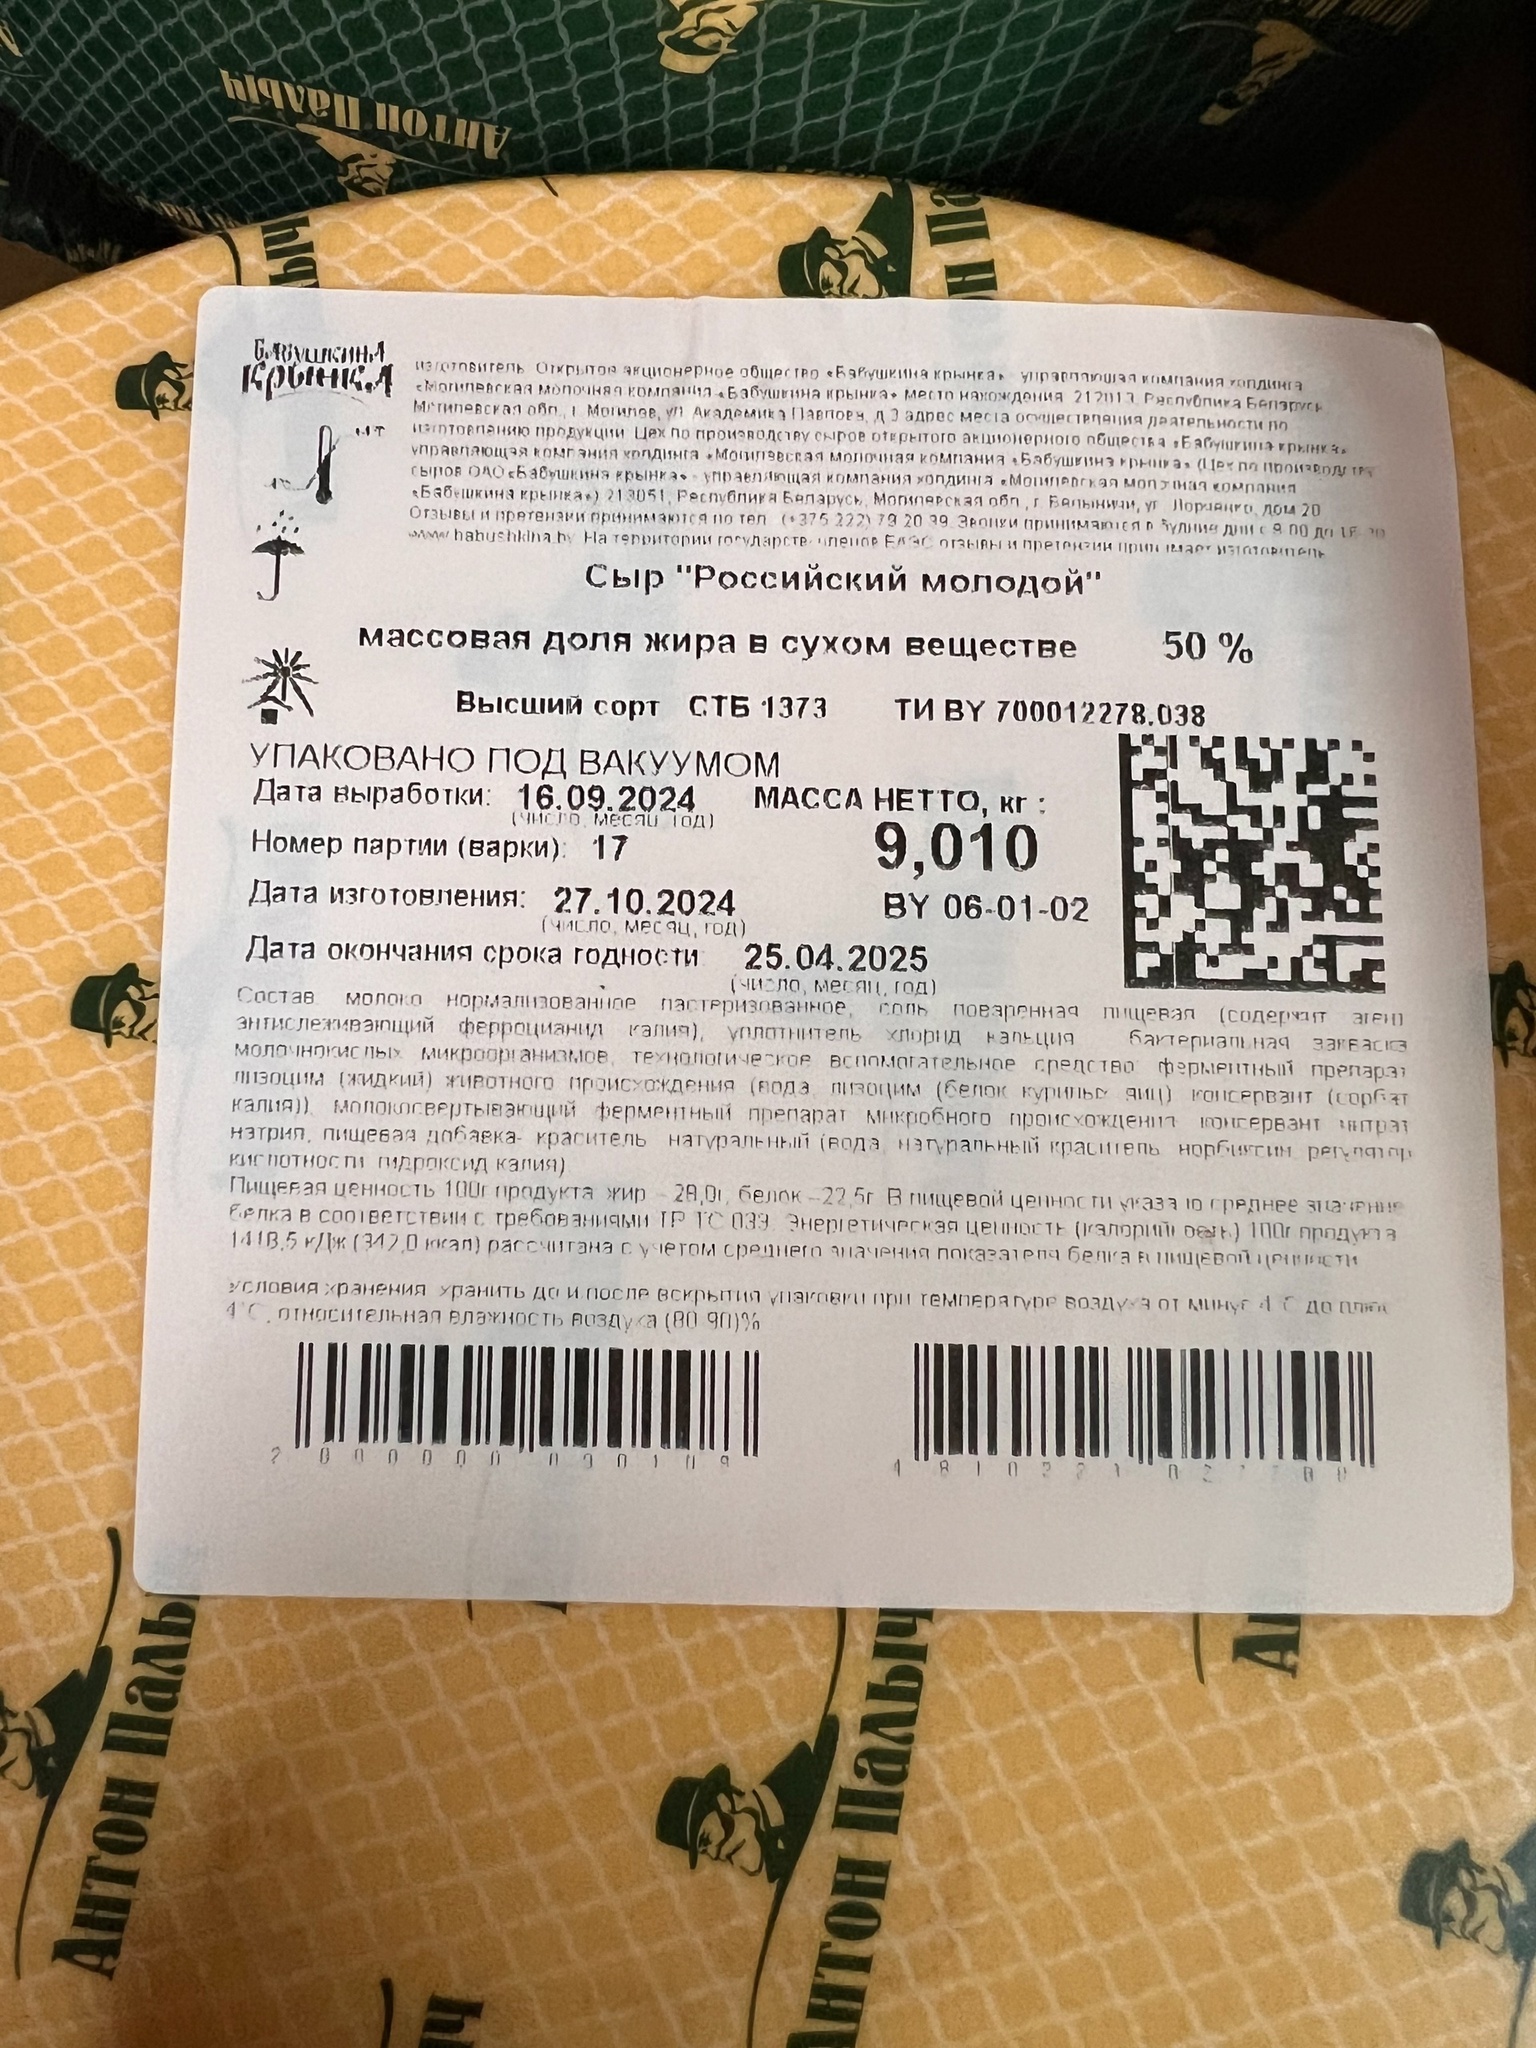 Антон Палыч
БАБУШКИНА
КРЫНКА
изготовитель Открытое акционерное общество «Бабушкина крынка» управляющая компания холдинга
«Могилевская молочная компания «Бабушкина крынка» место нахождения 212013, Республика Беларусь
Могилевская обл., г. Могилев, ул. Академика Павлова, д 3 адрес места осуществления деятельности по
изготовлению продукции Цех по производству сыров открытого акционерного общества «Бабушкина крынка»
управляющая компания холдинга «Могилевская молочная компания «Бабушкина крынка» (Цех по производству
сыров ОАО «Бабушкина крынка» - управляющая компания холдинга «Могилевская молочная компания
«Бабушкина крынка») 213051, Республика Беларусь, Могилевская обл., г. Белыничи, ул. дом 20
Отзывы и претензии принимаются по тел. (+375 222) 79 20 39. Звонки принимаются в будние дни с 9 00 до
www.babushkina.by. На территории государств членов ЕАЭС отзывы и претензии принимает изготовитель
Сыр "Российский молодой"
массовая доля жира в сухом веществе 50 %
Высший сорт СТБ 1373 ТИ BY 700012278.038
УПАКОВАНО ПОД ВАКУУМОМ
Дата выработки: 16.09.2024 МАССА НЕТТО, кг :
(число, месяц, год)
Номер партии (варки): 17 9,010
Дата изготовления: 27.10.2024 BY 06-01-02
(число, месяц, год)
Дата окончания срока годности 25.04.2025
(число, месяц, год)
Состав молоко нормализованное пастеризованное, соль поваренная пищевая (содержит агент
антислеживающий ферроцианид калия), уплотнитель хлорид кальция бактериальная закваска
молочнокислых микроорганизмов, технологическое вспомогательное средство ферментный препарат
лизоцим (жидкий) животного происхождения (вода, лизоцим (белок куриных яиц) консервант (сорбат
калия)), молокосвертывающий ферментный препарат микробного происхождения консервант нитрат
натрия, пищевая добавка- краситель натуральный (вода, натуральный краситель норбиксин регулятор
кислотности гидроксид калия)
Пищевая ценность 100г продукта жир – 28,0г, белок –22,5г. В пищевой ценности указано среднее значение
белка в соответствии с требованиями ТР ТС 033. Энергетическая ценность (калорийность) 100г продукта
1418,5 кДж (342,0 ккал) рассчитана с учетом среднего значения показателя белка в пищевой ценности
Условия хранения хранить до и после вскрытия упаковки при температуре воздуха от минус 4°С до плюс
4°С, относительная влажность воздуха (80-90)%
Антон Палыч
Антон Палыч